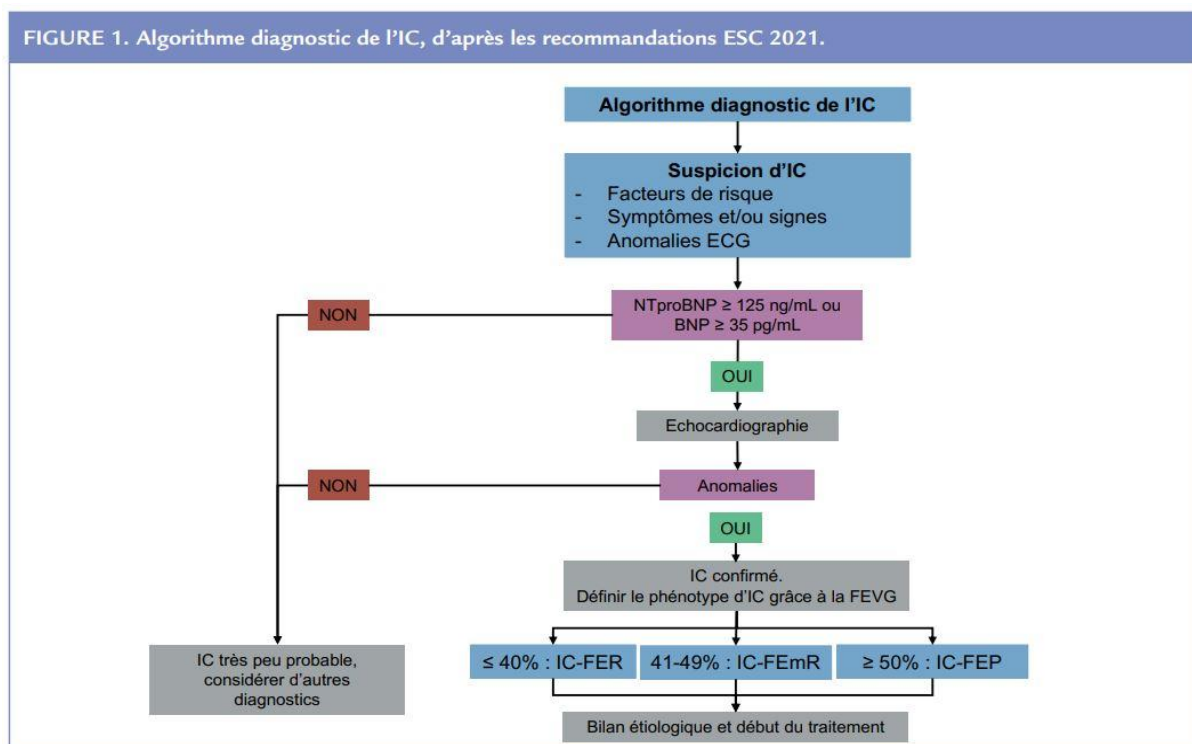 FIGURE 1. Algorithme diagnostic de l’IC, d’après les recommandations ESC 2021.
Algorithme diagnostic de l’IC
Suspicion d’IC
- Facteurs de risque
- Symptômes et/ou signes
- Anomalies ECG
NTproBNP ≥ 125 ng/mL ou
BNP ≥ 35 pg/mL
NON
OUI
Echocardiographie
Anomalies
NON
OUI
IC confirmé.
Définir le phénotype d’IC grâce à la FEVG
IC très peu probable,
considérer d’autres
diagnostics
≤ 40% : IC-FER
41-49% : IC-FEmR
≥ 50% : IC-FEP
Bilan étiologique et début du traitement